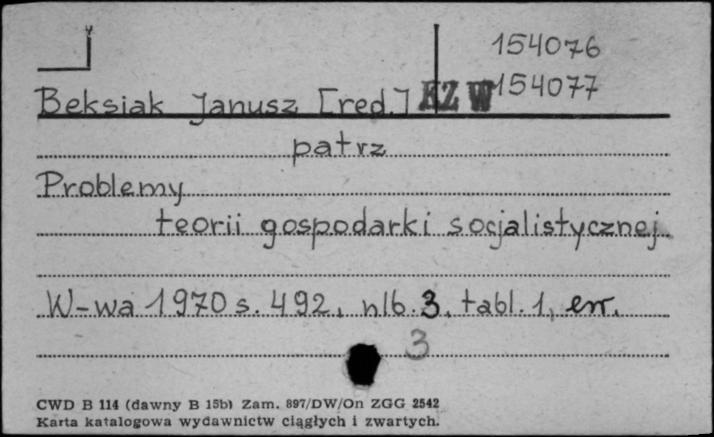 154076
Beksiak Janusz [red.] EZ W 154077
patrz
Problemy
teorii gospodarki socjalistycznej
W-wa 1970 s. 492, nlb. 3, tabl. 1, err.
3
CWD B 114 (dawny B 15b) Zam. 897/DW/On ZGG 2542
Karta katalogowa wydawnictw ciągłych i zwartych.